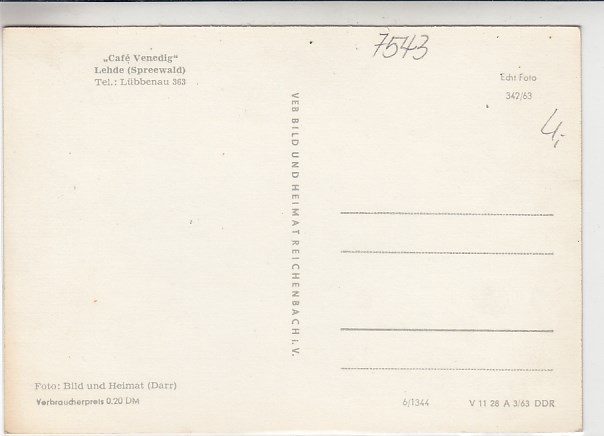 „Café Venedig“
Lehde (Spreewald)
Tel.: Lübbenau 363
7543
Echt Foto
342/63
4,-
VEB BILD UND HEIMAT REICHENBACH I. V.
Foto: Bild und Heimat (Darr)
Verbraucherpreis 0,20 DM
6/1344
V 11 28 A 3/63 DDR